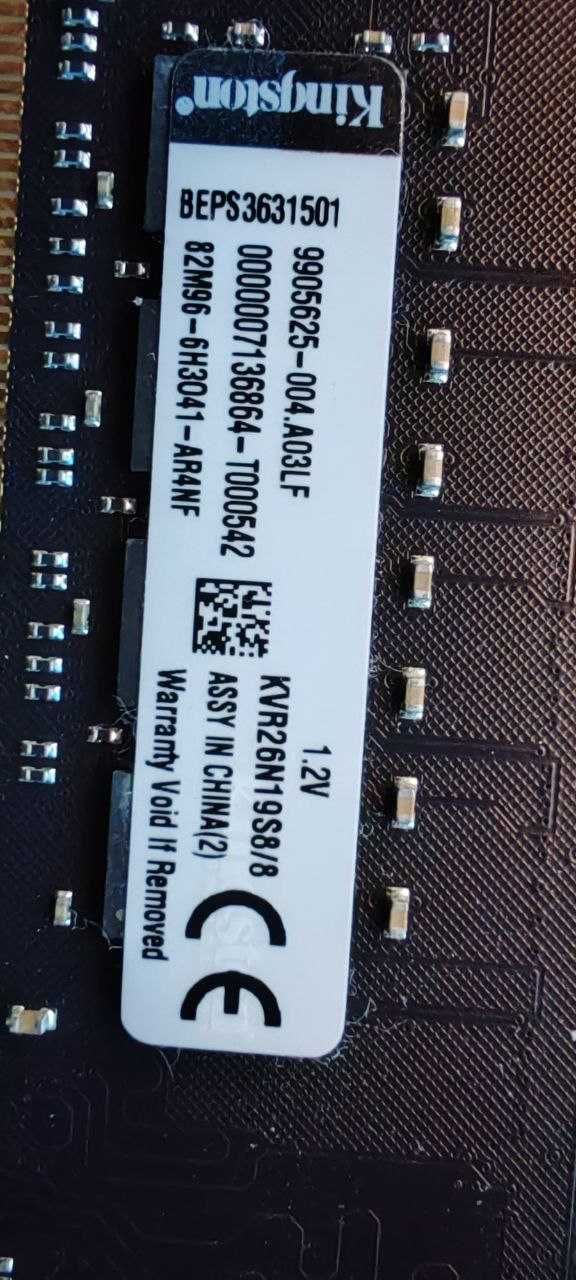 Kingston
BEPS3631501
9905625-004.A03LF
0000007136864-T000542
82M96-6H3041-AR4NF
1.2V
KVR26N19S8/8
ASSY IN CHINA(2)
Warranty Void If Removed
CE